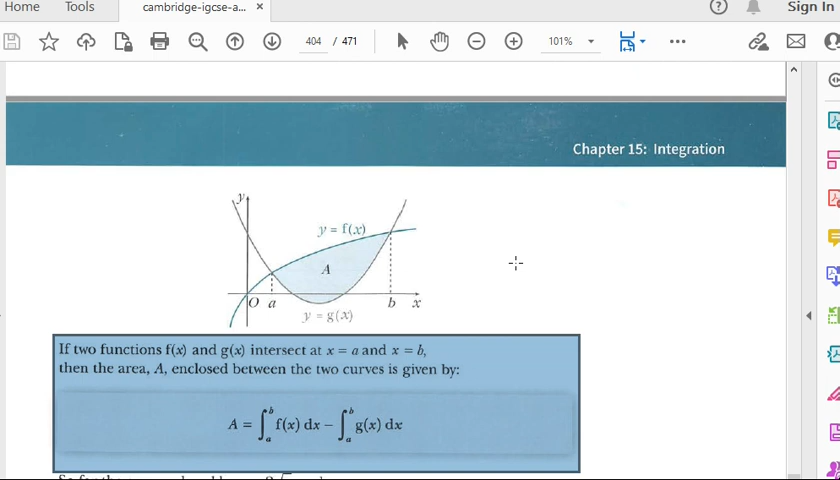 Home Tools cambridge-igcse-a... × Sign In
404 / 471 101%
Chapter 15: Integration
y
y = f(x)
A
O a b x
y = g(x)
If two functions f(x) and g(x) intersect at x = a and x = b,
then the area, A, enclosed between the two curves is given by:
A = ∫ₐᵇ f(x) dx − ∫ₐᵇ g(x) dx